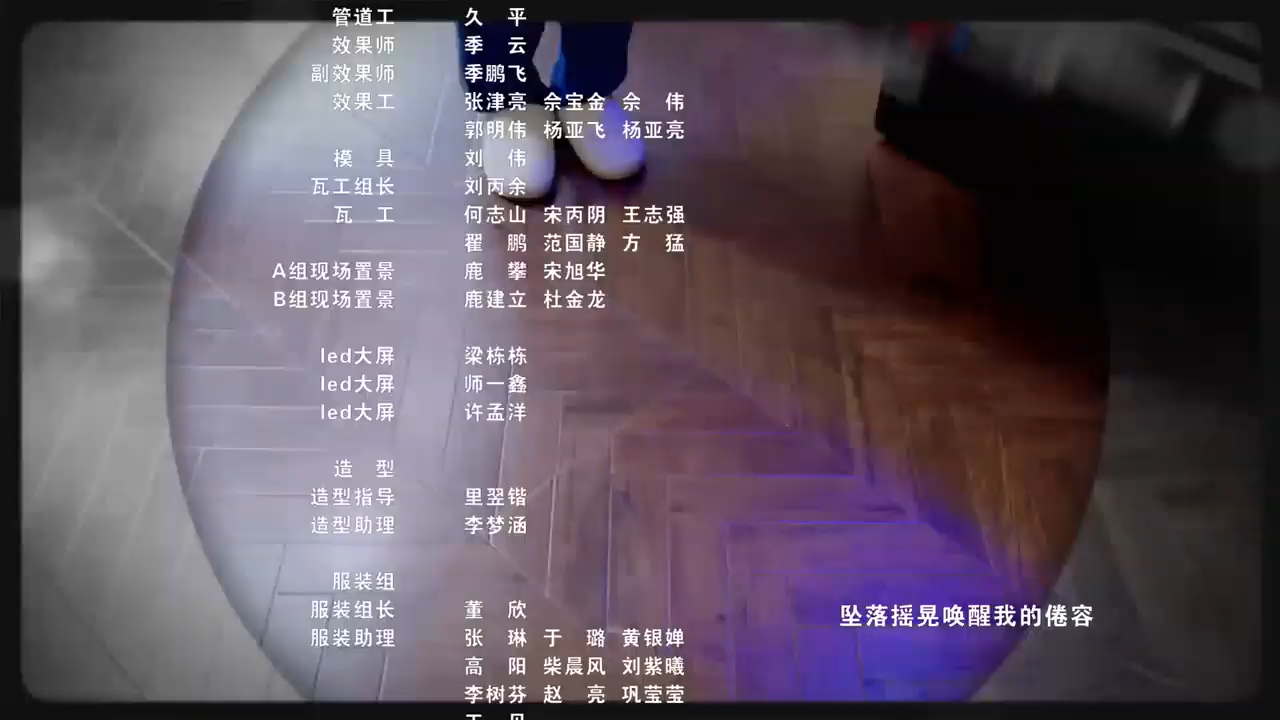 管道工 久 平
效果师 季 云
副效果师 季鹏飞
效果工 张津亮 佘宝金 佘 伟
郭明伟 杨亚飞 杨亚亮
模 具 刘 伟
瓦工组长 刘丙余
瓦 工 何志山 宋丙阴 王志强
翟 鹏 范国静 方 猛
A组现场置景 鹿 攀 宋旭华
B组现场置景 鹿建立 杜金龙
led大屏 梁栋栋
led大屏 师一鑫
led大屏 许孟洋
造 型
造型指导 里翌锴
造型助理 李梦涵
服装组
服装组长 董 欣
坠落摇晃唤醒我的倦容
服装助理 张 琳 于 璐 黄银婵
高 阳 柴晨风 刘紫曦
李树芬 赵 亮 巩莹莹